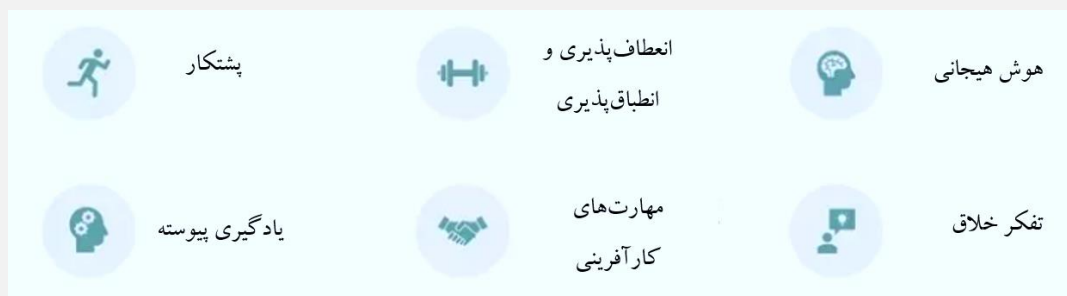 هوش هیجانی
انعطاف‌پذیری و
انطباق‌پذیری
پشتکار
تفکر خلاق
مهارت‌های
کارآفرینی
یادگیری پیوسته